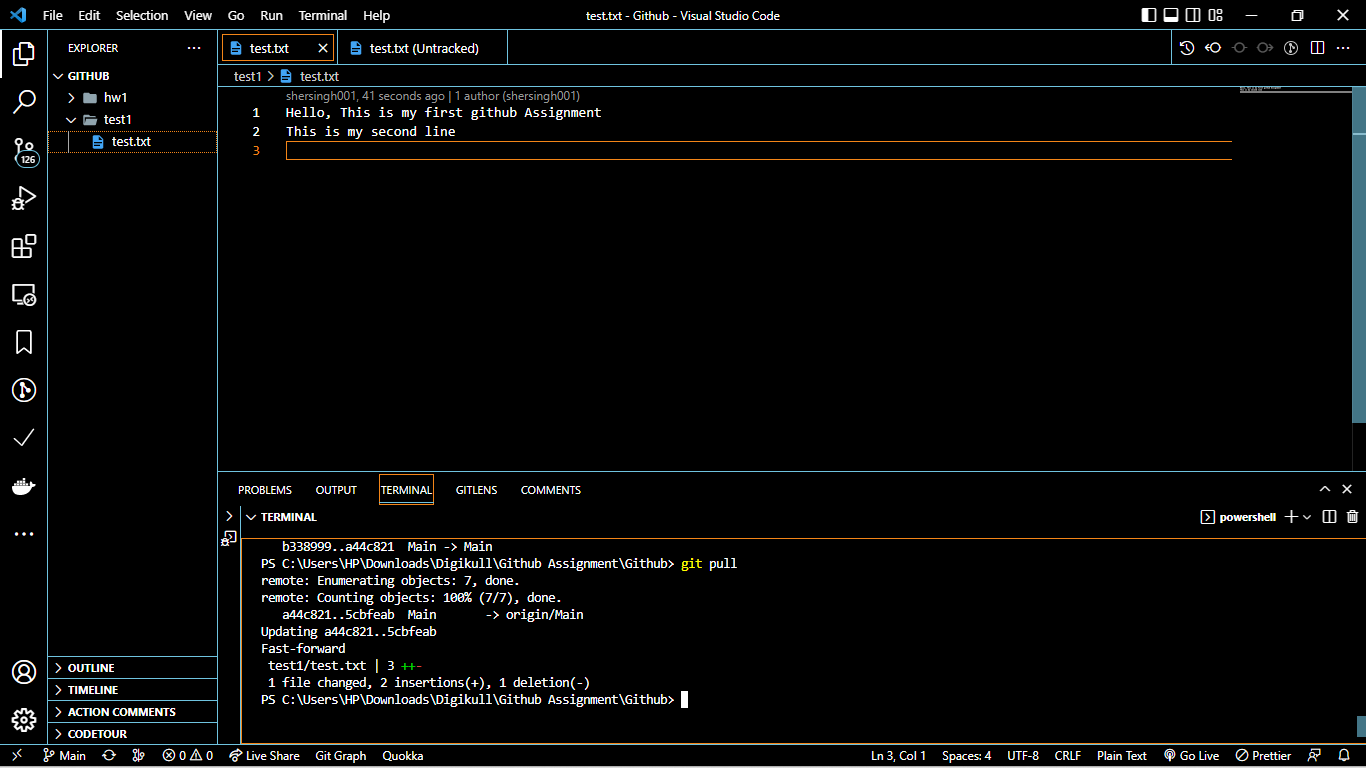 File Edit Selection View Go Run Terminal Help test.txt - Github - Visual Studio Code
EXPLORER
test.txt
test.txt (Untracked)
GITHUB
hw1
test1
test.txt
126
test1 > test.txt
shersingh001, 41 seconds ago | 1 author (shersingh001)
1 Hello, This is my first github Assignment
2 This is my second line
3
PROBLEMS OUTPUT TERMINAL GITLENS COMMENTS
TERMINAL
powershell
b338999..a44c821 Main -> Main
PS C:\Users\HP\Downloads\Digikull\Github Assignment\Github> git pull
remote: Enumerating objects: 7, done.
remote: Counting objects: 100% (7/7), done.
a44c821..5cbfeab Main -> origin/Main
Updating a44c821..5cbfeab
Fast-forward
test1/test.txt | 3 ++-
1 file changed, 2 insertions(+), 1 deletion(-)
PS C:\Users\HP\Downloads\Digikull\Github Assignment\Github>
OUTLINE
TIMELINE
ACTION COMMENTS
CODETOUR
Main 0 0 Live Share Git Graph Quokka Ln 3, Col 1 Spaces: 4 UTF-8 CRLF Plain Text Go Live Prettier